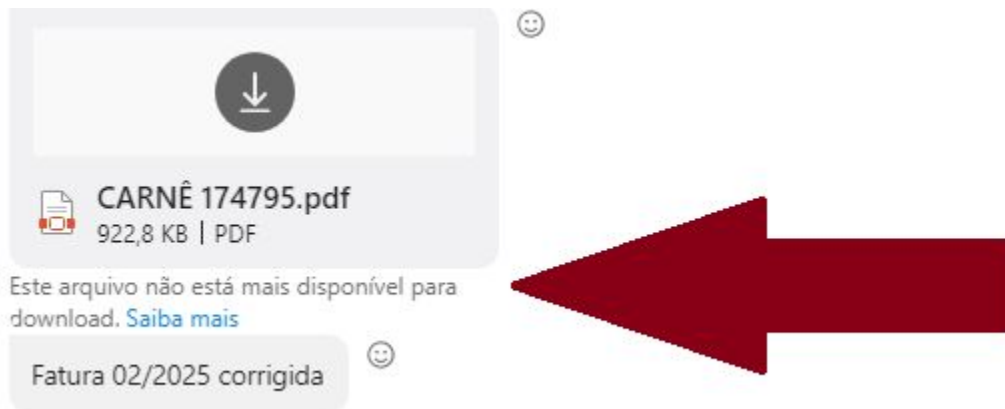 CARNÊ 174795.pdf
922,8 KB | PDF
Este arquivo não está mais disponível para
download. Saiba mais
Fatura 02/2025 corrigida